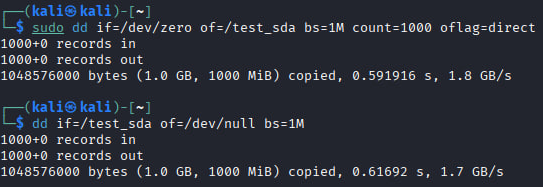 ┌──(kali㉿kali)-[~]
└─$ sudo dd if=/dev/zero of=/test_sda bs=1M count=1000 oflag=direct
1000+0 records in
1000+0 records out
1048576000 bytes (1.0 GB, 1000 MiB) copied, 0.591916 s, 1.8 GB/s
┌──(kali㉿kali)-[~]
└─$ dd if=/test_sda of=/dev/null bs=1M
1000+0 records in
1000+0 records out
1048576000 bytes (1.0 GB, 1000 MiB) copied, 0.61692 s, 1.7 GB/s